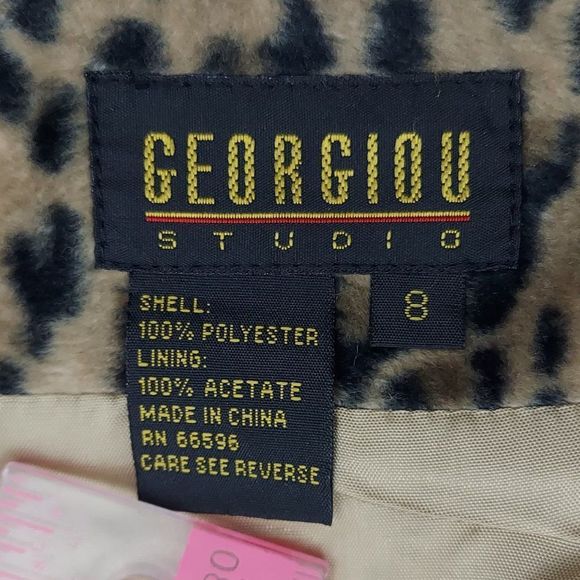 GEORGIOU
STUDIO
8
SHELL:
100% POLYESTER
LINING:
100% ACETATE
MADE IN CHINA
RN 66596
CARE SEE REVERSE